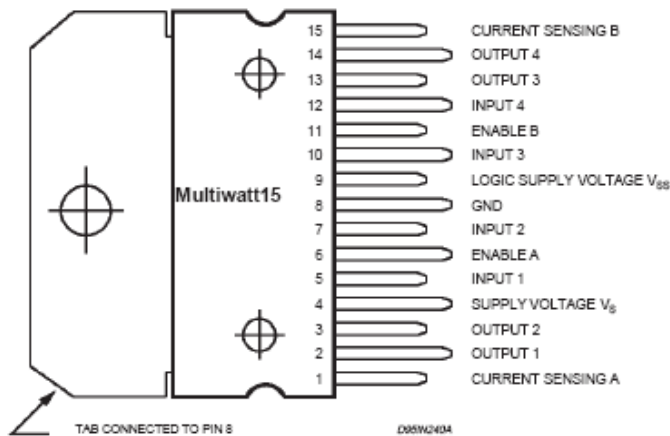 15 CURRENT SENSING B
14 OUTPUT 4
13 OUTPUT 3
12 INPUT 4
11 ENABLE B
10 INPUT 3
9 LOGIC SUPPLY VOLTAGE VSS
Multiwatt15
8 GND
7 INPUT 2
6 ENABLE A
5 INPUT 1
4 SUPPLY VOLTAGE VS
3 OUTPUT 2
2 OUTPUT 1
1 CURRENT SENSING A
TAB CONNECTED TO PIN 8
D95IN240A